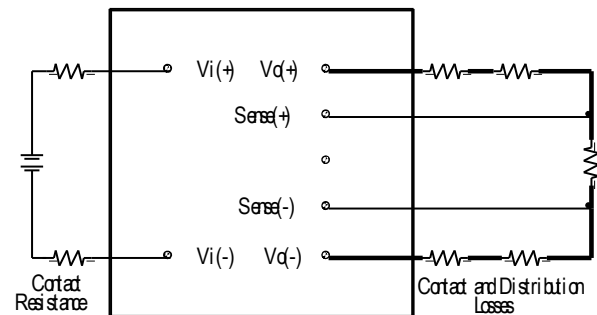 Vi(+) Vo(+)
Sense(+)
Sense(-)
Vi(-) Vo(-)
Contact
Resistance
Contact and Distribution
Losses